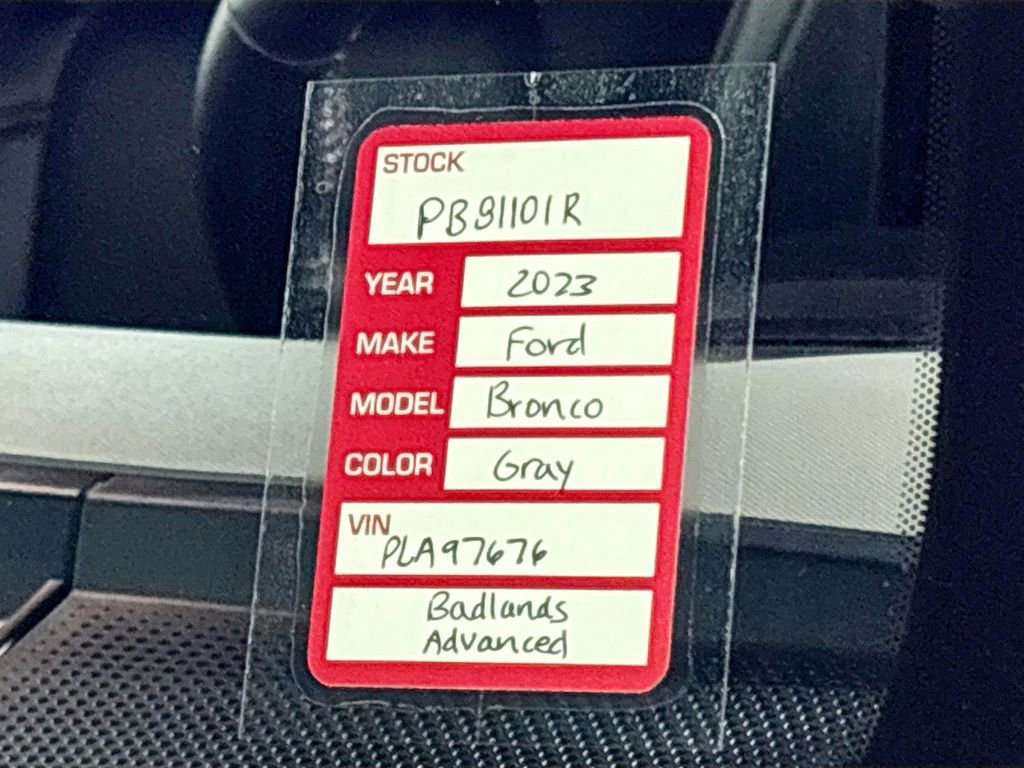 STOCK
PB91101R
YEAR 2023
MAKE Ford
MODEL Bronco
COLOR Gray
VIN
PLA97676
Badlands
Advanced